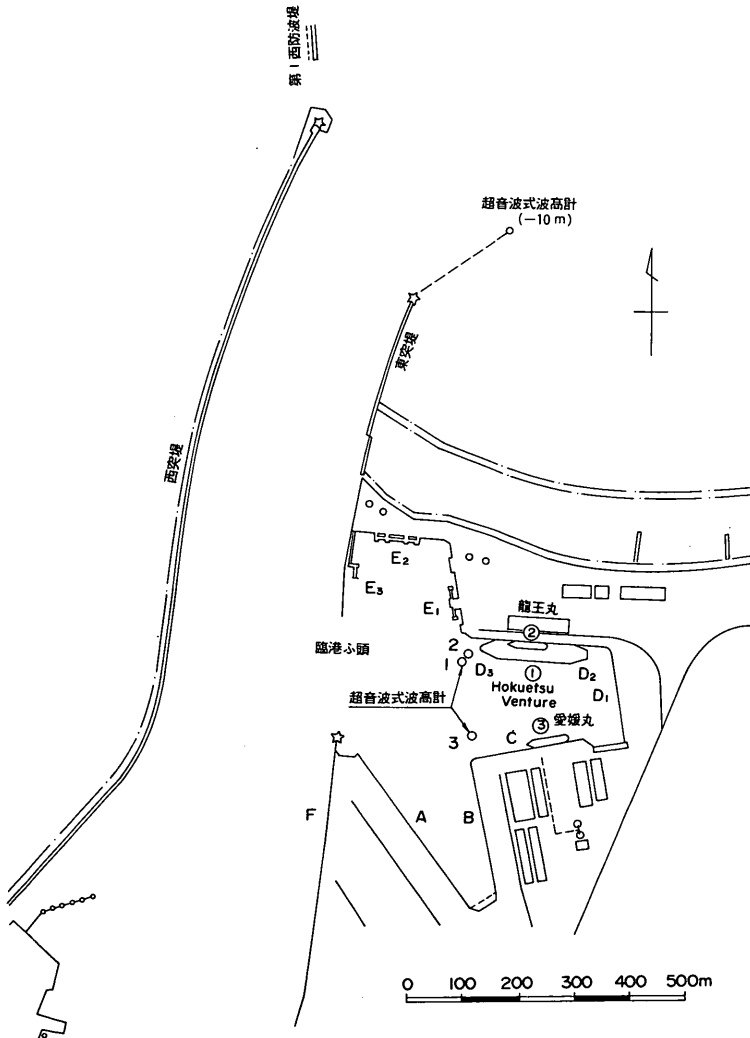 第1西防波堤
超音波式波高計
(−10m)
東突堤
西突堤
E2
E3
E1
龍王丸
②
臨港ふ頭
2
1
D3
①
D2
Hokuetsu
Venture
D1
超音波式波高計
③ 愛媛丸
3
C
F
A
B
0 100 200 300 400 500m